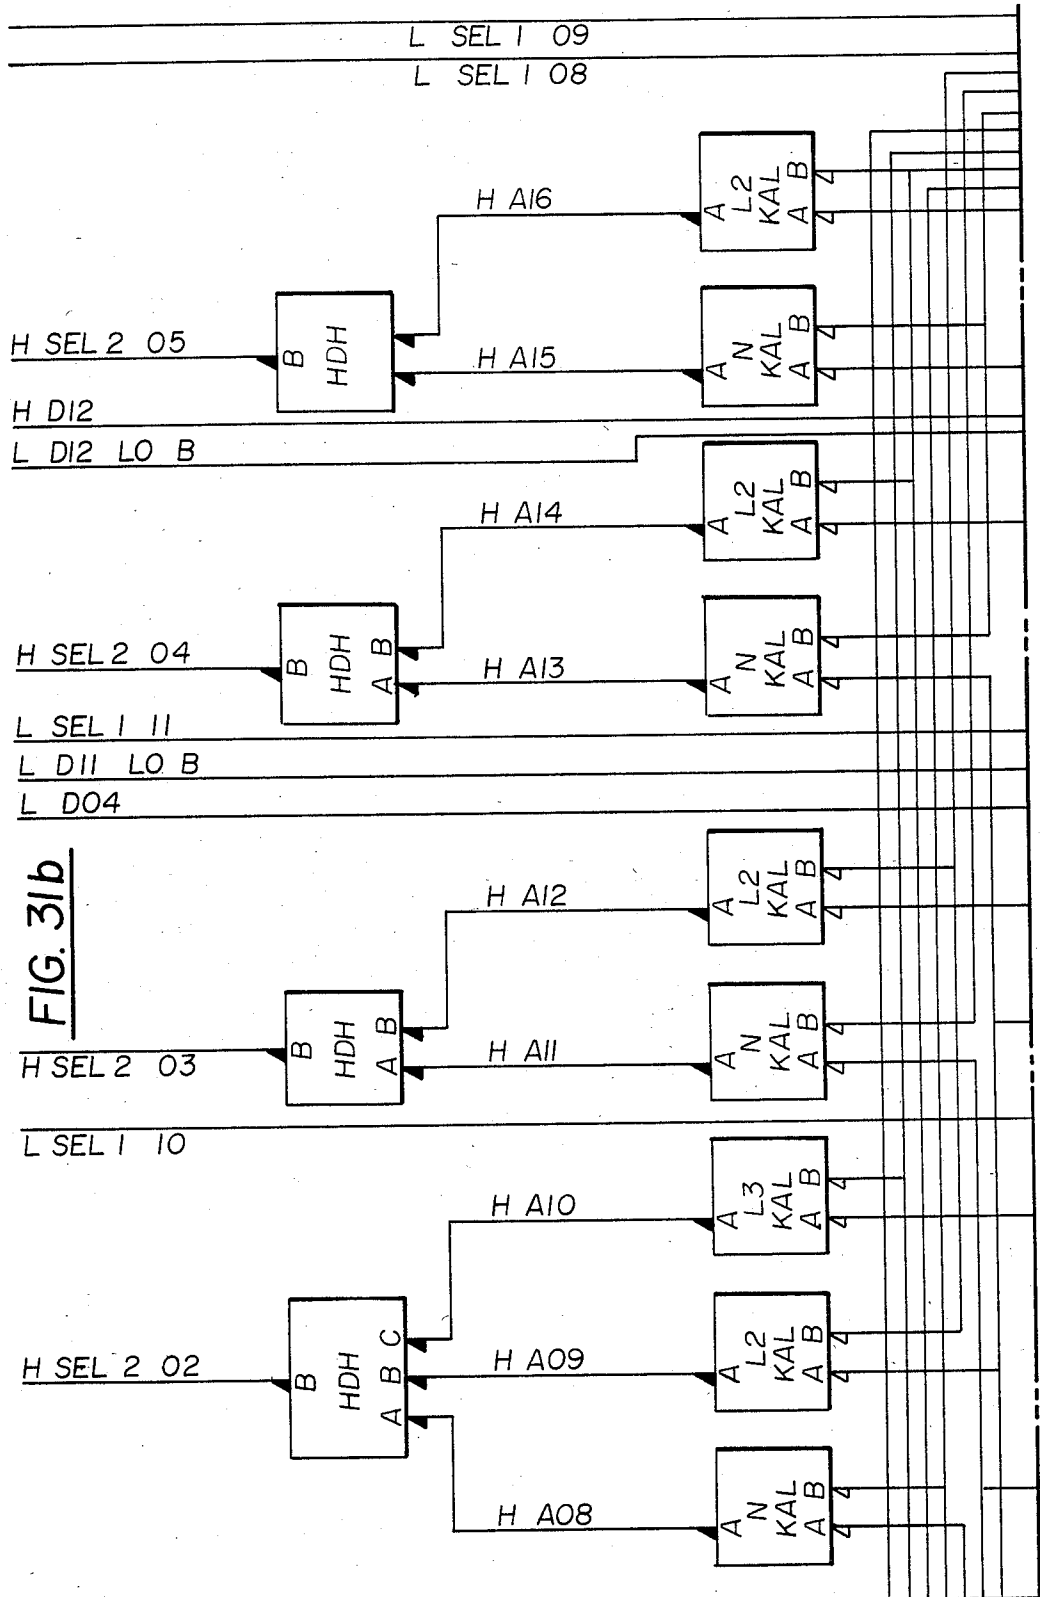 L SEL 1 09
L SEL 1 08
H A16
A L2 KAL A B
H SEL 2 05
B HDH
H A15
A N KAL A B
H D12
L D12 LO B
H A14
A L2 KAL A B
H SEL 2 04
B HDH A B
H A13
A N KAL A B
L SEL 1 11
L D11 LO B
L D04
FIG. 31b
H A12
A L2 KAL A B
H SEL 2 03
B HDH A B
H A11
A N KAL A B
L SEL 1 10
H A10
A L3 KAL A B
H SEL 2 02
B HDH A B C
H A09
A L2 KAL A B
H A08
A N KAL A B